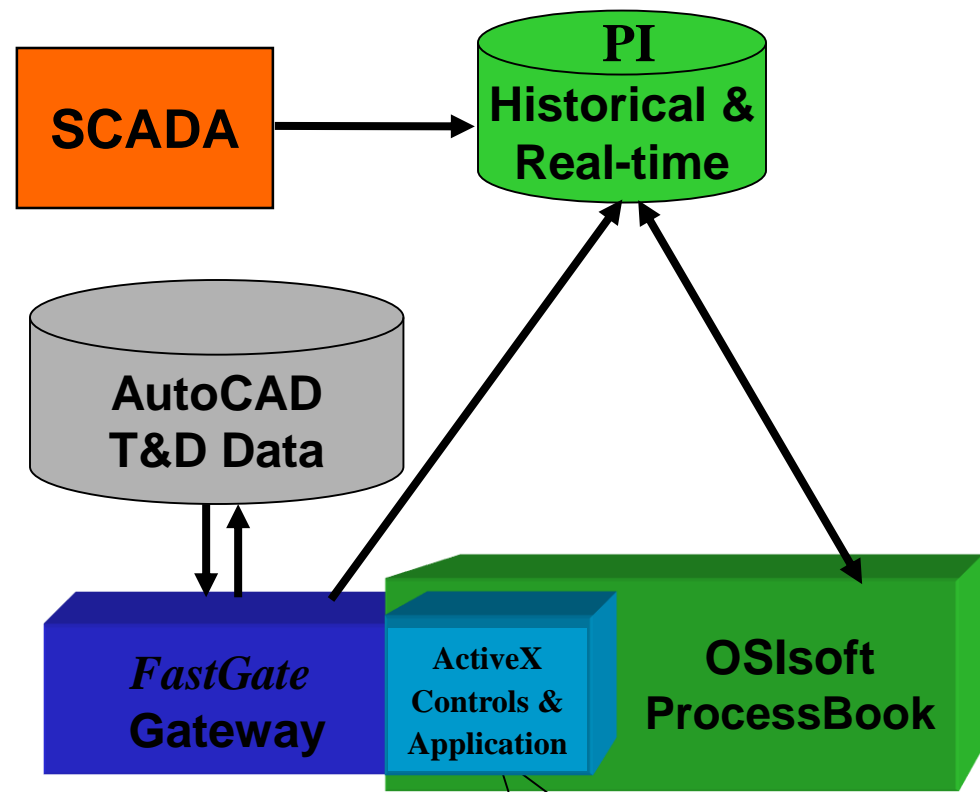 SCADA
PI
Historical &
Real-time
AutoCAD
T&D Data
FastGate
Gateway
ActiveX
Controls &
Application
OSIsoft
ProcessBook